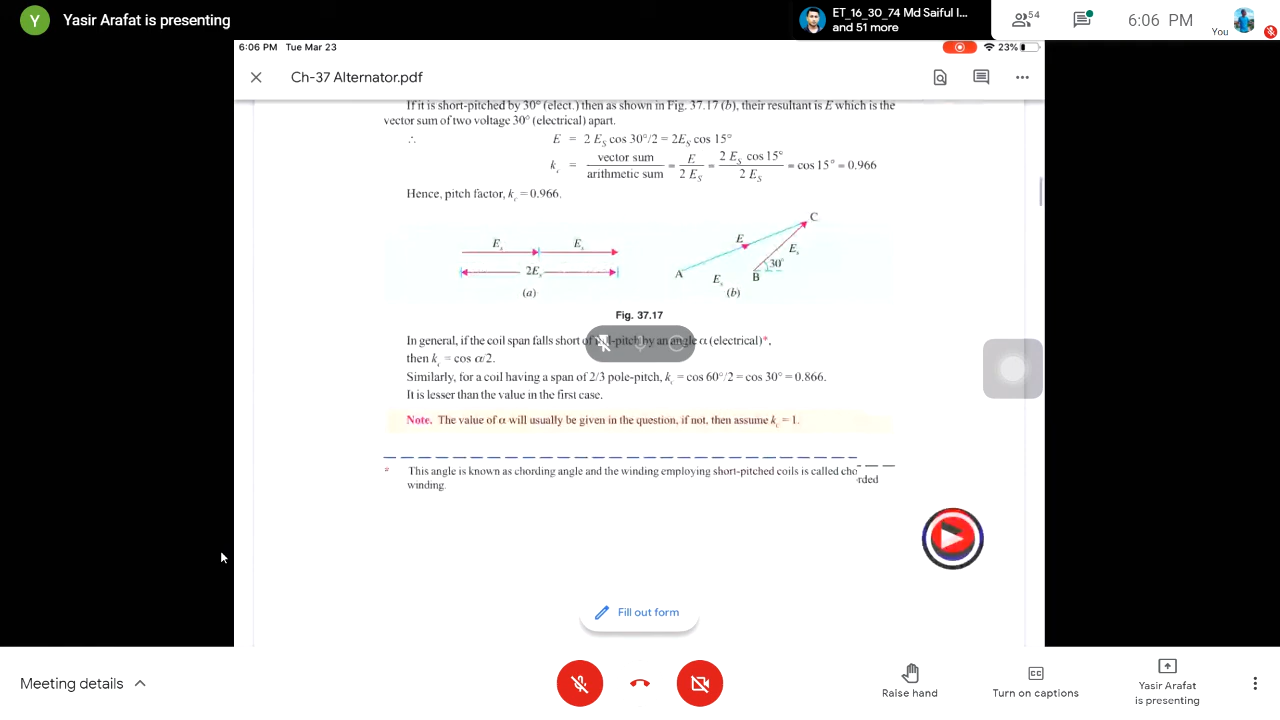 Y Yasir Arafat is presenting
ET_16_30_74 Md Saiful I...
and 51 more
54
6:06 PM
You
6:06 PM Tue Mar 23
23%
Ch-37 Alternator.pdf
If it is short-pitched by 30° (elect.) then as shown in Fig. 37.17 (b), their resultant is E which is the
vector sum of two voltage 30° (electrical) apart.
∴ E = 2 E_S cos 30°/2 = 2E_S cos 15°
k_c = vector sum / arithmetic sum = E / 2 E_S = 2 E_S cos 15° / 2 E_S = cos 15° = 0.966
Hence, pitch factor, k_c = 0.966.
E_s E_s
2E_s
(a)
A E B E_s C E_s 30°
(b)
Fig. 37.17
In general, if the coil span falls short of full-pitch by an angle α (electrical)*,
then k_c = cos α/2.
Similarly, for a coil having a span of 2/3 pole-pitch, k_c = cos 60°/2 = cos 30° = 0.866.
It is lesser than the value in the first case.
Note. The value of α will usually be given in the question, if not, then assume k_c = 1.
* This angle is known as chording angle and the winding employing short-pitched coils is called cho
rded
winding.
Fill out form
Meeting details
Raise hand
CC
Turn on captions
Yasir Arafat
is presenting